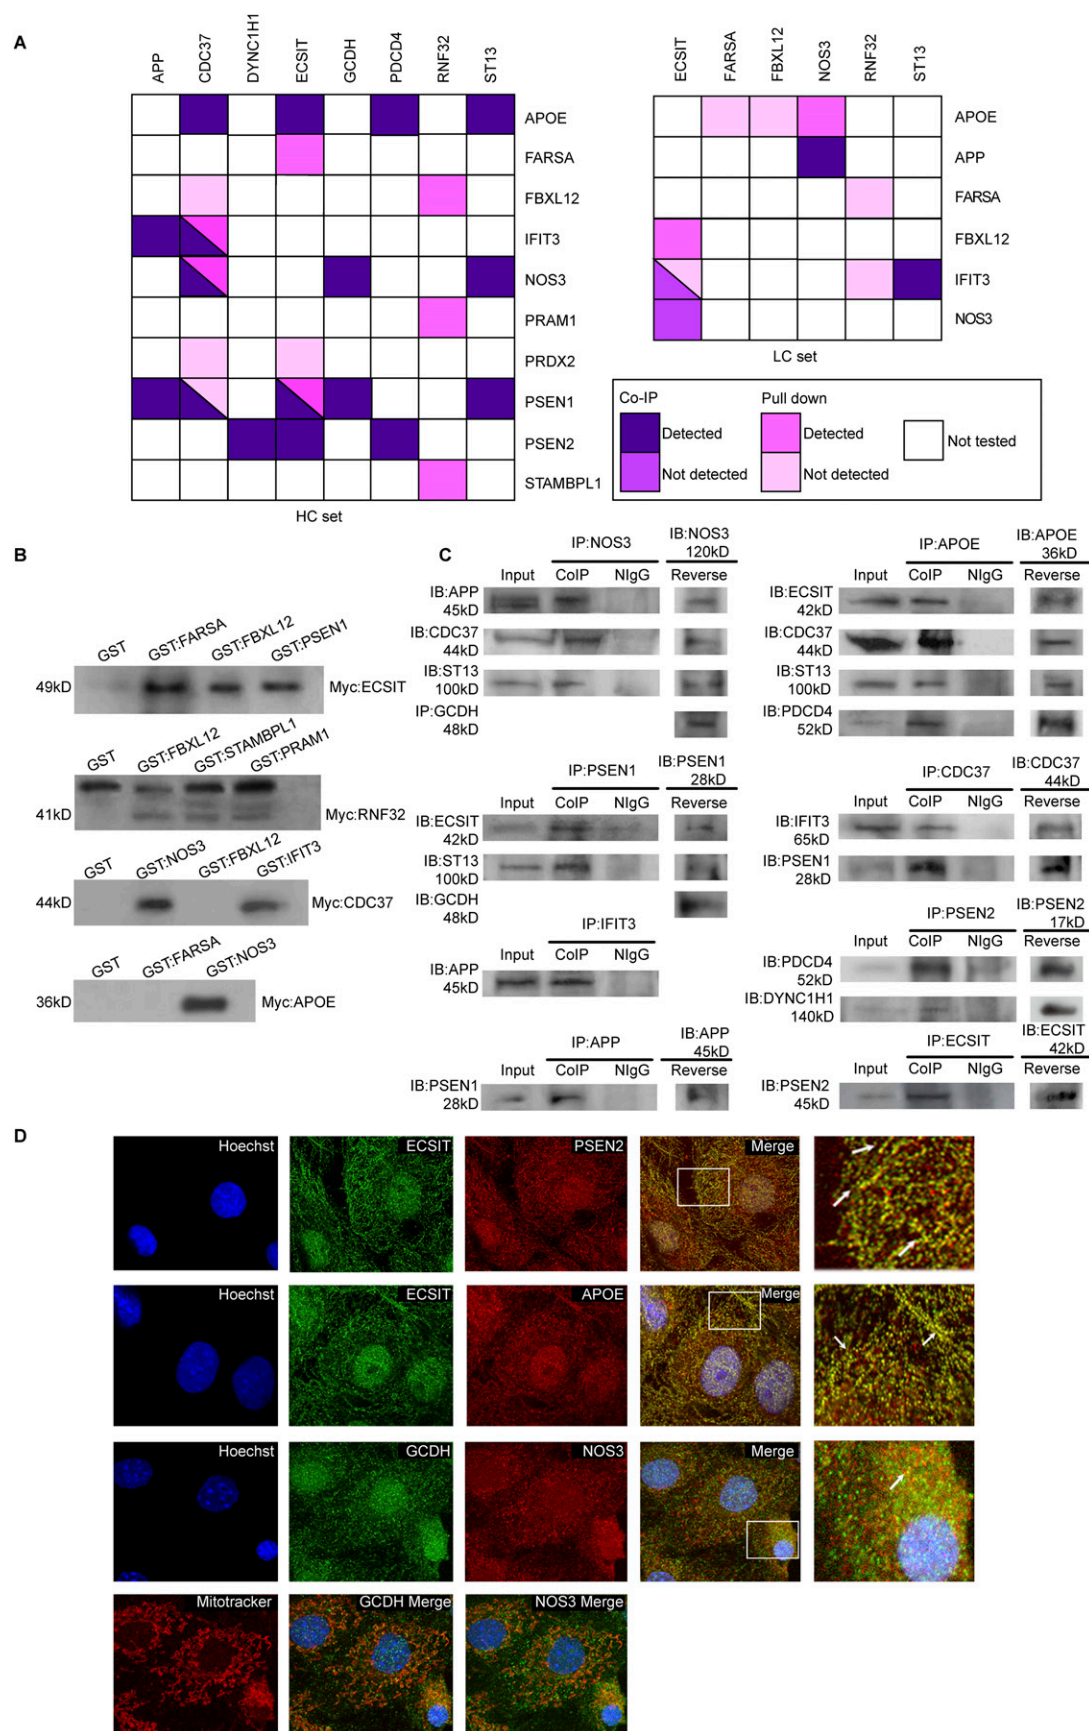 A
APP
CDC37
DYNC1H1
ECSIT
GCDH
PDCD4
RNF32
ST13
APOE
FARSA
FBXL12
IFIT3
NOS3
PRAM1
PRDX2
PSEN1
PSEN2
STAMBPL1
HC set
ECSIT
FARSA
FBXL12
NOS3
RNF32
ST13
APOE
APP
FARSA
FBXL12
IFIT3
NOS3
LC set
Co-IP
Pull down
Detected
Detected
Not tested
Not detected
Not detected
B
GST
GST:FARSA
GST:FBXL12
GST:PSEN1
49kD
Myc:ECSIT
GST
GST:FBXL12
GST:STAMBPL1
GST:PRAM1
41kD
Myc:RNF32
GST
GST:NOS3
GST:FBXL12
GST:IFIT3
44kD
Myc:CDC37
GST
GST:FARSA
GST:NOS3
36kD
Myc:APOE
C
IP:NOS3
IB:NOS3
120kD
Input
CoIP
NIgG
Reverse
IB:APP
45kD
IB:CDC37
44kD
IB:ST13
100kD
IP:GCDH
48kD
IP:PSEN1
IB:PSEN1
28kD
Input
CoIP
NIgG
Reverse
IB:ECSIT
42kD
IB:ST13
100kD
IB:GCDH
48kD
IP:IFIT3
Input
CoIP
NIgG
IB:APP
45kD
IP:APP
IB:APP
45kD
Input
CoIP
NIgG
Reverse
IB:PSEN1
28kD
IP:APOE
IB:APOE
36kD
Input
CoIP
NIgG
Reverse
IB:ECSIT
42kD
IB:CDC37
44kD
IB:ST13
100kD
IB:PDCD4
52kD
IP:CDC37
IB:CDC37
44kD
Input
CoIP
NIgG
Reverse
IB:IFIT3
65kD
IB:PSEN1
28kD
IP:PSEN2
IB:PSEN2
17kD
Input
CoIP
NIgG
Reverse
IB:PDCD4
52kD
IB:DYNC1H1
140kD
IP:ECSIT
IB:ECSIT
42kD
Input
CoIP
NIgG
Reverse
IB:PSEN2
45kD
D
Hoechst
ECSIT
PSEN2
Merge
Hoechst
ECSIT
APOE
Merge
Hoechst
GCDH
NOS3
Merge
Mitotracker
GCDH Merge
NOS3 Merge